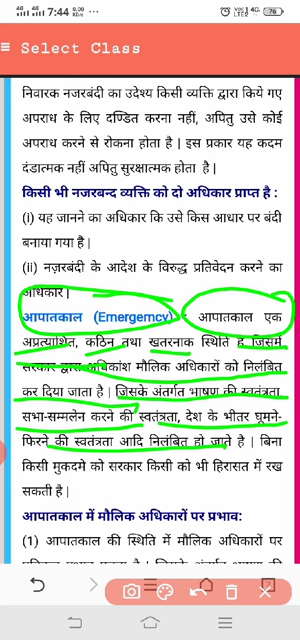 4G 4G 7:44 0.00 KB/s ... Vo) 1 4G LTE2 76
≡ Select Class
निवारक नजरबंदी का उदेश्य किसी व्यक्ति द्वारा किये गए
अपराध के लिए दण्डित करना नहीं, अपितु उसे कोई
अपराध करने से रोकना होता है | इस प्रकार यह कदम
दंडात्मक नहीं अपितु सुरक्षात्मक होता है |
किसी भी नजरबन्द व्यक्ति को दो अधिकार प्राप्त है :
(i) यह जानने का अधिकार कि उसे किस आधार पर बंदी
बनाया गया है |
(ii) नज़रबंदी के आदेश के विरुद्ध प्रतिवेदन करने का
अधिकार |
आपातकाल (Emergemcy) : आपातकाल एक
अप्रत्याशित, कठिन तथा खतरनाक स्थिति है जिसमें
सरकार द्वारा अधिकांश मौलिक अधिकारों को निलंबित
कर दिया जाता है | जिसके अंतर्गत भाषण की स्वतंत्रता,
सभा-सम्मलेन करने की स्वतंत्रता, देश के भीतर घूमने-
फिरने की स्वतंत्रता आदि निलंबित हो जाते है | बिना
किसी मुकदमे को सरकार किसी को भी हिरासत में रख
सकती है |
आपातकाल में मौलिक अधिकारों पर प्रभाव:
(1) आपातकाल की स्थिति में मौलिक अधिकारों पर